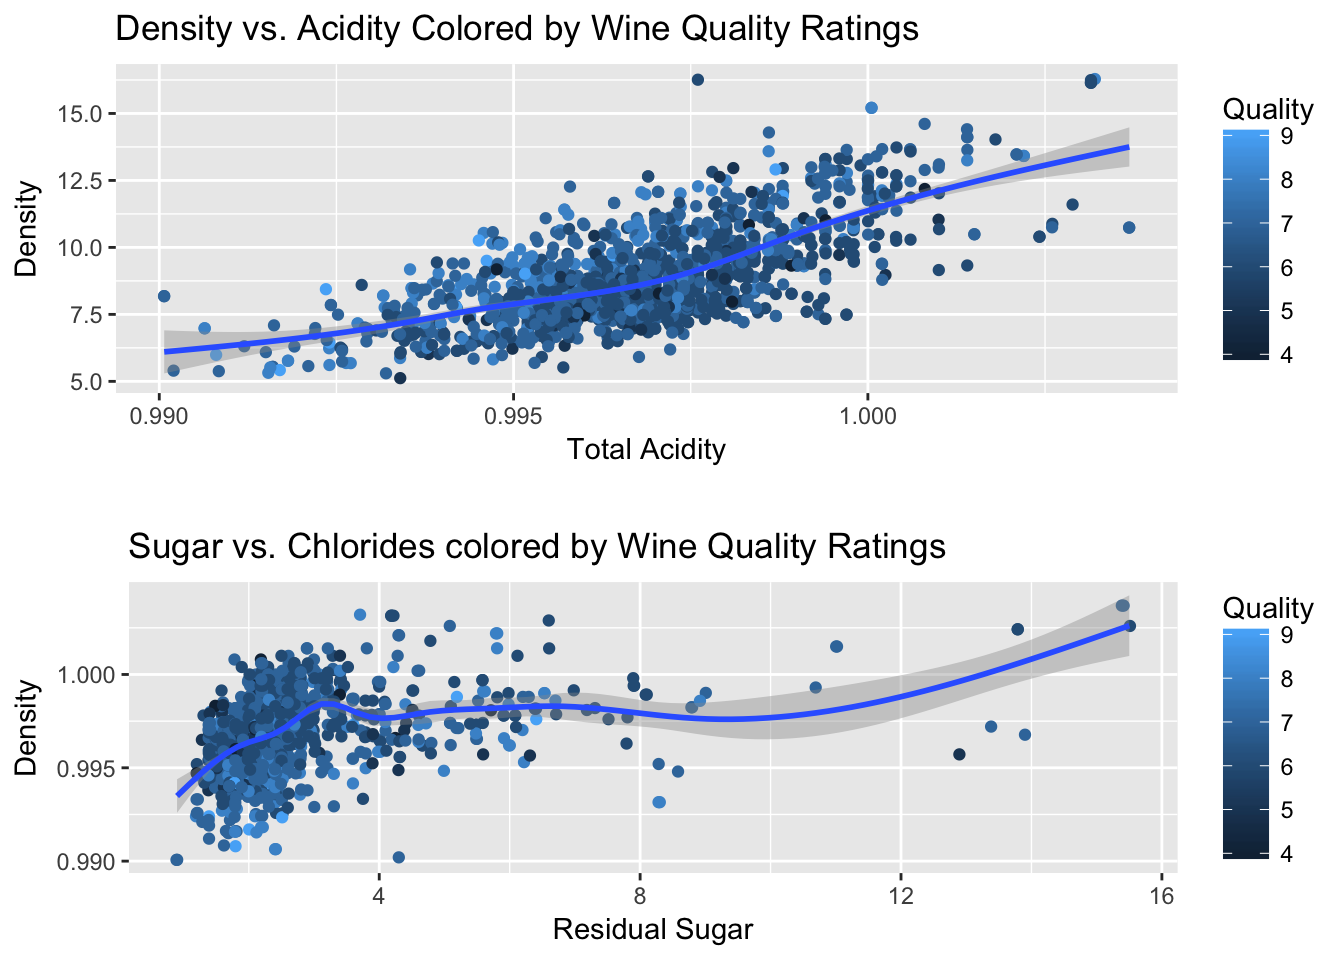 Density vs. Acidity Colored by Wine Quality Ratings
Density
15.0
12.5
10.0
7.5
5.0
0.990 0.995 1.000
Total Acidity
Quality
9
8
7
6
5
4
Sugar vs. Chlorides colored by Wine Quality Ratings
Density
1.000
0.995
0.990
4 8 12 16
Residual Sugar
Quality
9
8
7
6
5
4